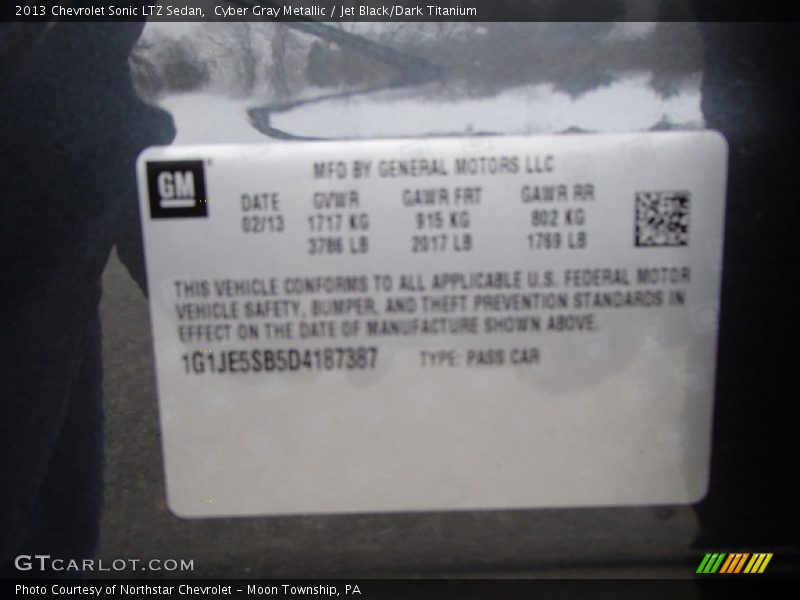 2013 Chevrolet Sonic LTZ Sedan, Cyber Gray Metallic / Jet Black/Dark Titanium
GM
MFD BY GENERAL MOTORS LLC
DATE GVWR GAWR FRT GAWR RR
02/13 1717 KG 915 KG 802 KG
3786 LB 2017 LB 1769 LB
THIS VEHICLE CONFORMS TO ALL APPLICABLE U.S. FEDERAL MOTOR
VEHICLE SAFETY, BUMPER, AND THEFT PREVENTION STANDARDS IN
EFFECT ON THE DATE OF MANUFACTURE SHOWN ABOVE.
1G1JE5SB5D4187387 TYPE: PASS CAR
GTCARLOT.COM
Photo Courtesy of Northstar Chevrolet - Moon Township, PA